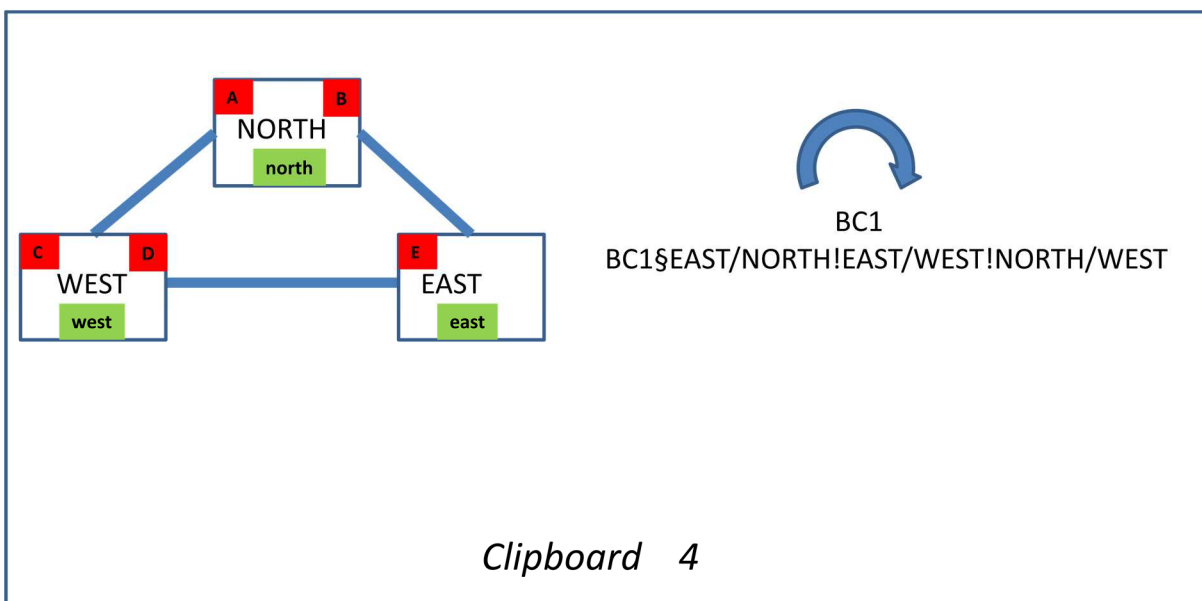 A B
NORTH
north
C D E
WEST EAST
west east
BC1
BC1§EAST/NORTH!EAST/WEST!NORTH/WEST
Clipboard 4